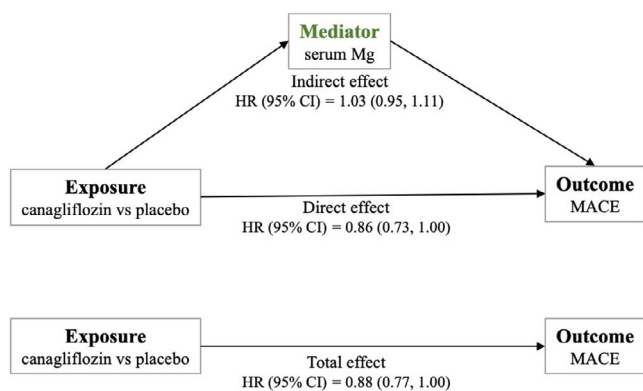 Mediator
serum Mg
Indirect effect
HR (95% CI) = 1.03 (0.95, 1.11)
Exposure
canagliflozin vs placebo
Direct effect
HR (95% CI) = 0.86 (0.73, 1.00)
Outcome
MACE
Exposure
canagliflozin vs placebo
Total effect
HR (95% CI) = 0.88 (0.77, 1.00)
Outcome
MACE